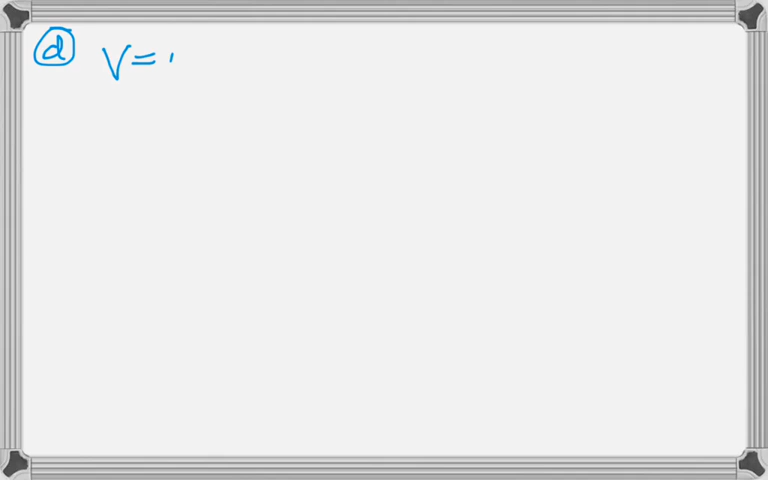 d V =